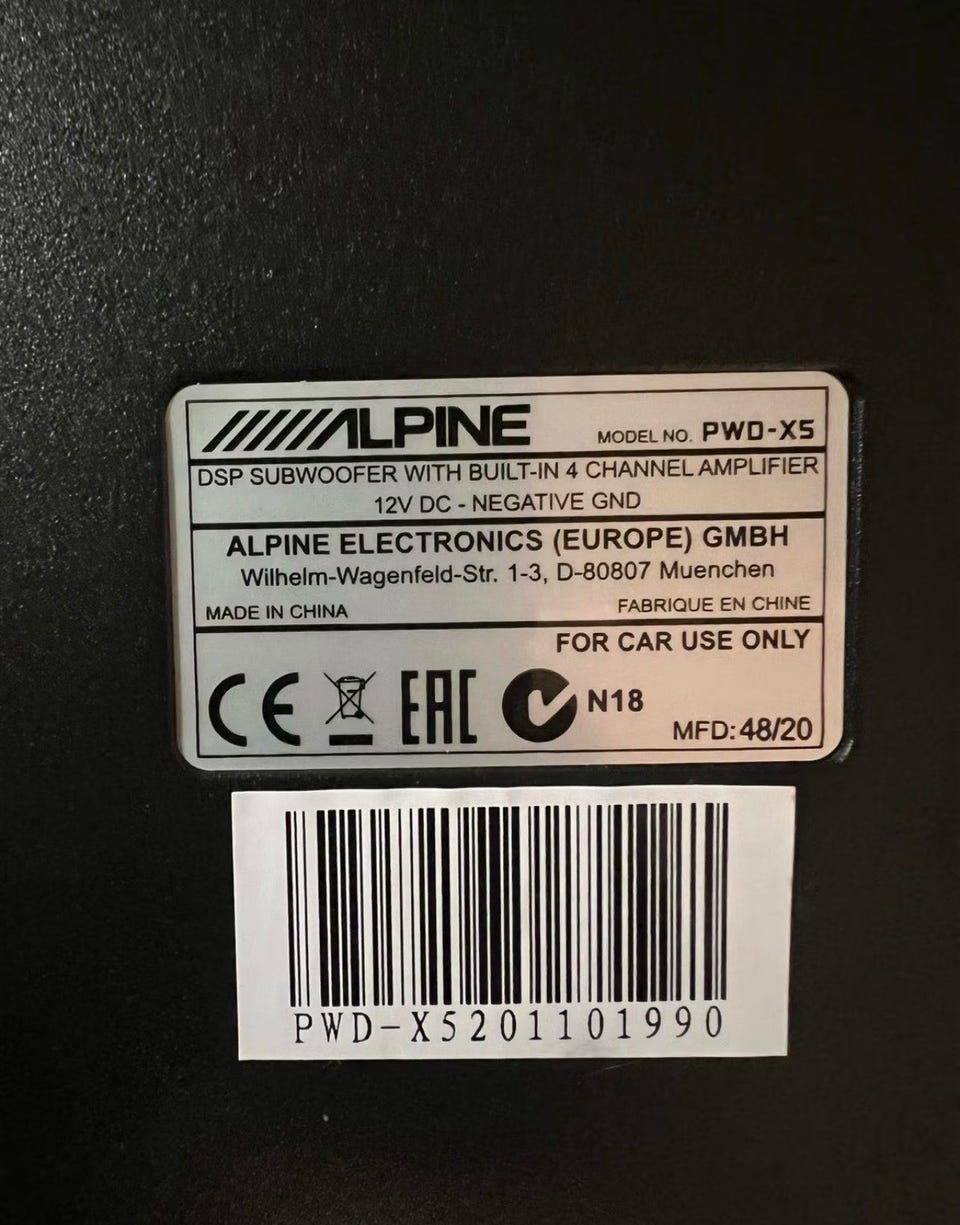 ALPINE MODEL NO. PWD-X5
DSP SUBWOOFER WITH BUILT-IN 4 CHANNEL AMPLIFIER
12V DC - NEGATIVE GND
ALPINE ELECTRONICS (EUROPE) GMBH
Wilhelm-Wagenfeld-Str. 1-3, D-80807 Muenchen
MADE IN CHINA FABRIQUE EN CHINE
FOR CAR USE ONLY
CE EAC N18 MFD: 48/20
PWD-X5201101990